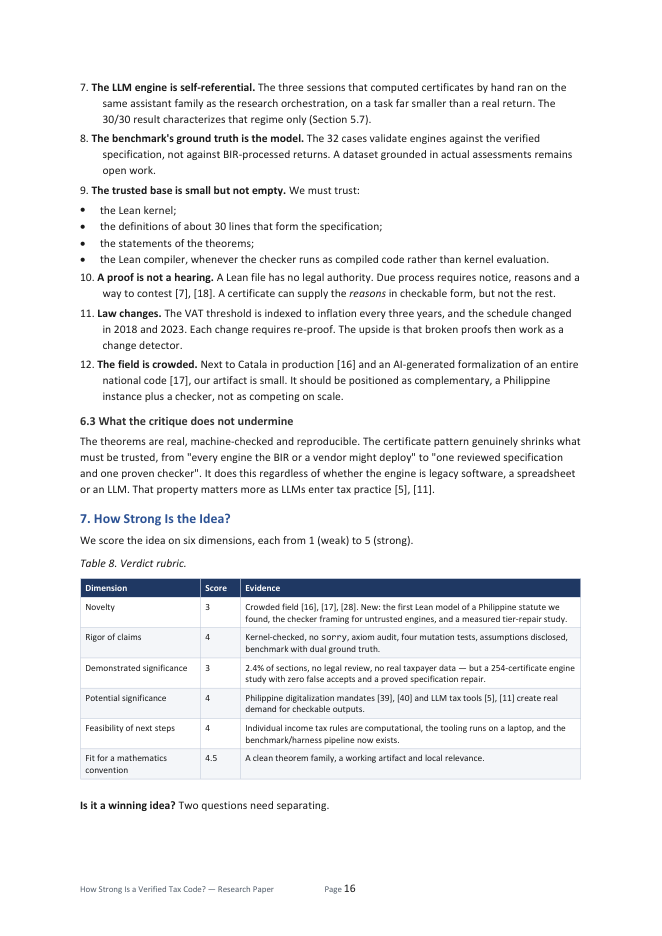 7. The LLM engine is self-referential. The three sessions that computed certificates by hand ran on the
same assistant family as the research orchestration, on a task far smaller than a real return. The
30/30 result characterizes that regime only (Section 5.7).
8. The benchmark's ground truth is the model. The 32 cases validate engines against the verified
specification, not against BIR-processed returns. A dataset grounded in actual assessments remains
open work.
9. The trusted base is small but not empty. We must trust:
• the Lean kernel;
• the definitions of about 30 lines that form the specification;
• the statements of the theorems;
• the Lean compiler, whenever the checker runs as compiled code rather than kernel evaluation.
10. A proof is not a hearing. A Lean file has no legal authority. Due process requires notice, reasons and a
way to contest [7], [18]. A certificate can supply the reasons in checkable form, but not the rest.
11. Law changes. The VAT threshold is indexed to inflation every three years, and the schedule changed
in 2018 and 2023. Each change requires re-proof. The upside is that broken proofs then work as a
change detector.
12. The field is crowded. Next to Catala in production [16] and an AI-generated formalization of an entire
national code [17], our artifact is small. It should be positioned as complementary, a Philippine
instance plus a checker, not as competing on scale.
6.3 What the critique does not undermine
The theorems are real, machine-checked and reproducible. The certificate pattern genuinely shrinks what
must be trusted, from "every engine the BIR or a vendor might deploy" to "one reviewed specification
and one proven checker". It does this regardless of whether the engine is legacy software, a spreadsheet
or an LLM. That property matters more as LLMs enter tax practice [5], [11].
7. How Strong Is the Idea?
We score the idea on six dimensions, each from 1 (weak) to 5 (strong).
Table 8. Verdict rubric.
Dimension Score Evidence
Novelty 3 Crowded field [16], [17], [28]. New: the first Lean model of a Philippine statute we
found, the checker framing for untrusted engines, and a measured tier-repair study.
Rigor of claims 4 Kernel-checked, no sorry, axiom audit, four mutation tests, assumptions disclosed,
benchmark with dual ground truth.
Demonstrated significance 3 2.4% of sections, no legal review, no real taxpayer data — but a 254-certificate engine
study with zero false accepts and a proved specification repair.
Potential significance 4 Philippine digitalization mandates [39], [40] and LLM tax tools [5], [11] create real
demand for checkable outputs.
Feasibility of next steps 4 Individual income tax rules are computational, the tooling runs on a laptop, and the
benchmark/harness pipeline now exists.
Fit for a mathematics 4.5 A clean theorem family, a working artifact and local relevance.
convention
Is it a winning idea? Two questions need separating.
How Strong Is a Verified Tax Code? — Research Paper Page 16